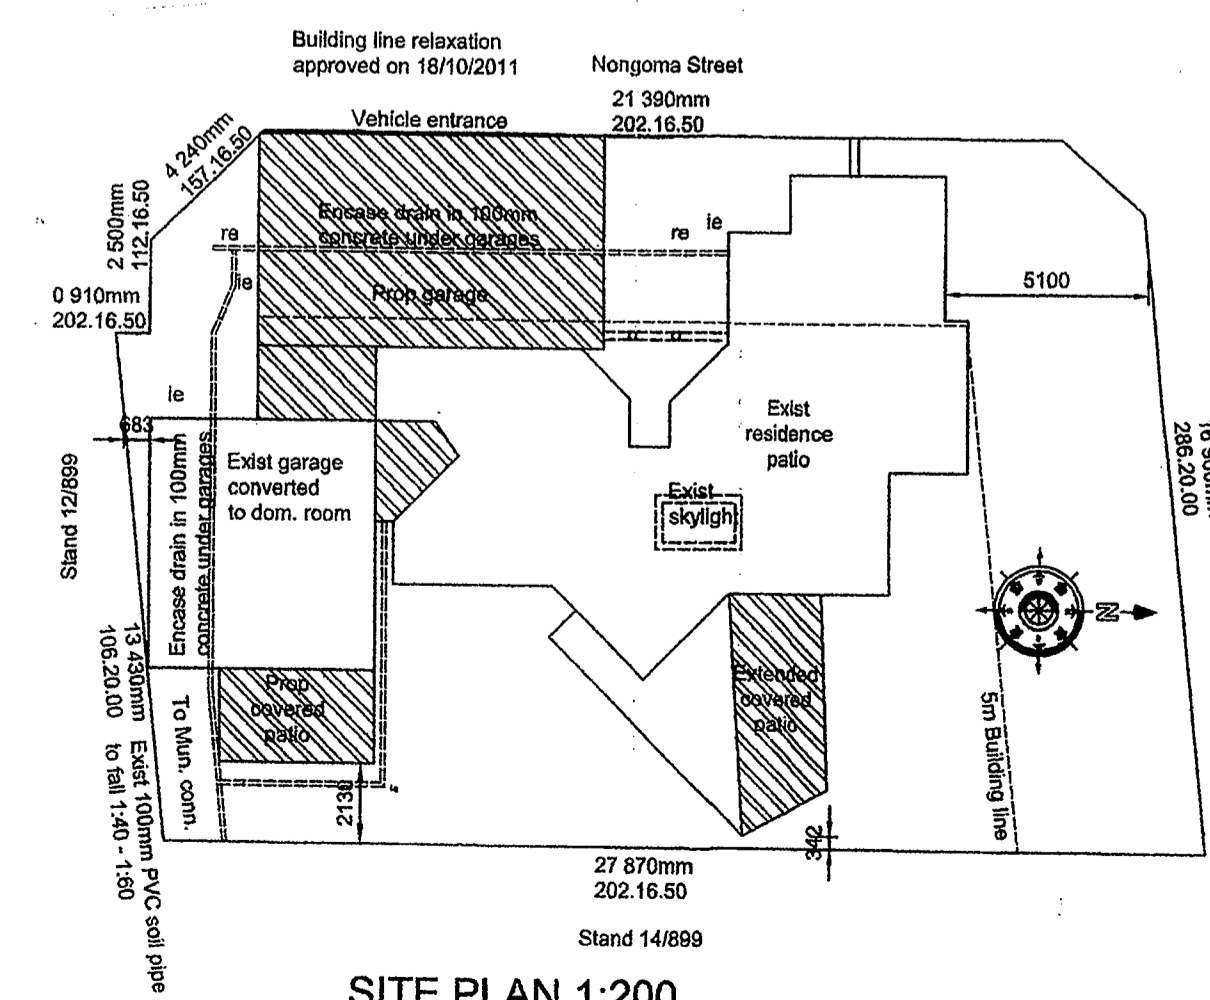 Building line relaxation
approved on 18/10/2011
Nongoma Street
21 390mm
202.16.50
Vehicle entrance
4 240mm
157.16.50
2 500mm
112.16.50
0 910mm
202.16.50
Encase drain in 100mm
concrete under garages
re
re
ie
ie
Prop garage
5100
ie
683
Exist
residence
patio
286.20.00
Exist garage
converted
to dom. room
Encase drain in 100mm
concrete under garages
Stand 12/899
Exist
skyligh
N
13 430mm
106.20.00
To Mun. conn.
Prop
covered
patio
Extended
covered
patio
5m Building line
Exist 100mm PVC soil pipe
to fall 1:40 - 1:60
2130
342
27 870mm
202.16.50
Stand 14/899
SITE PLAN 1:200